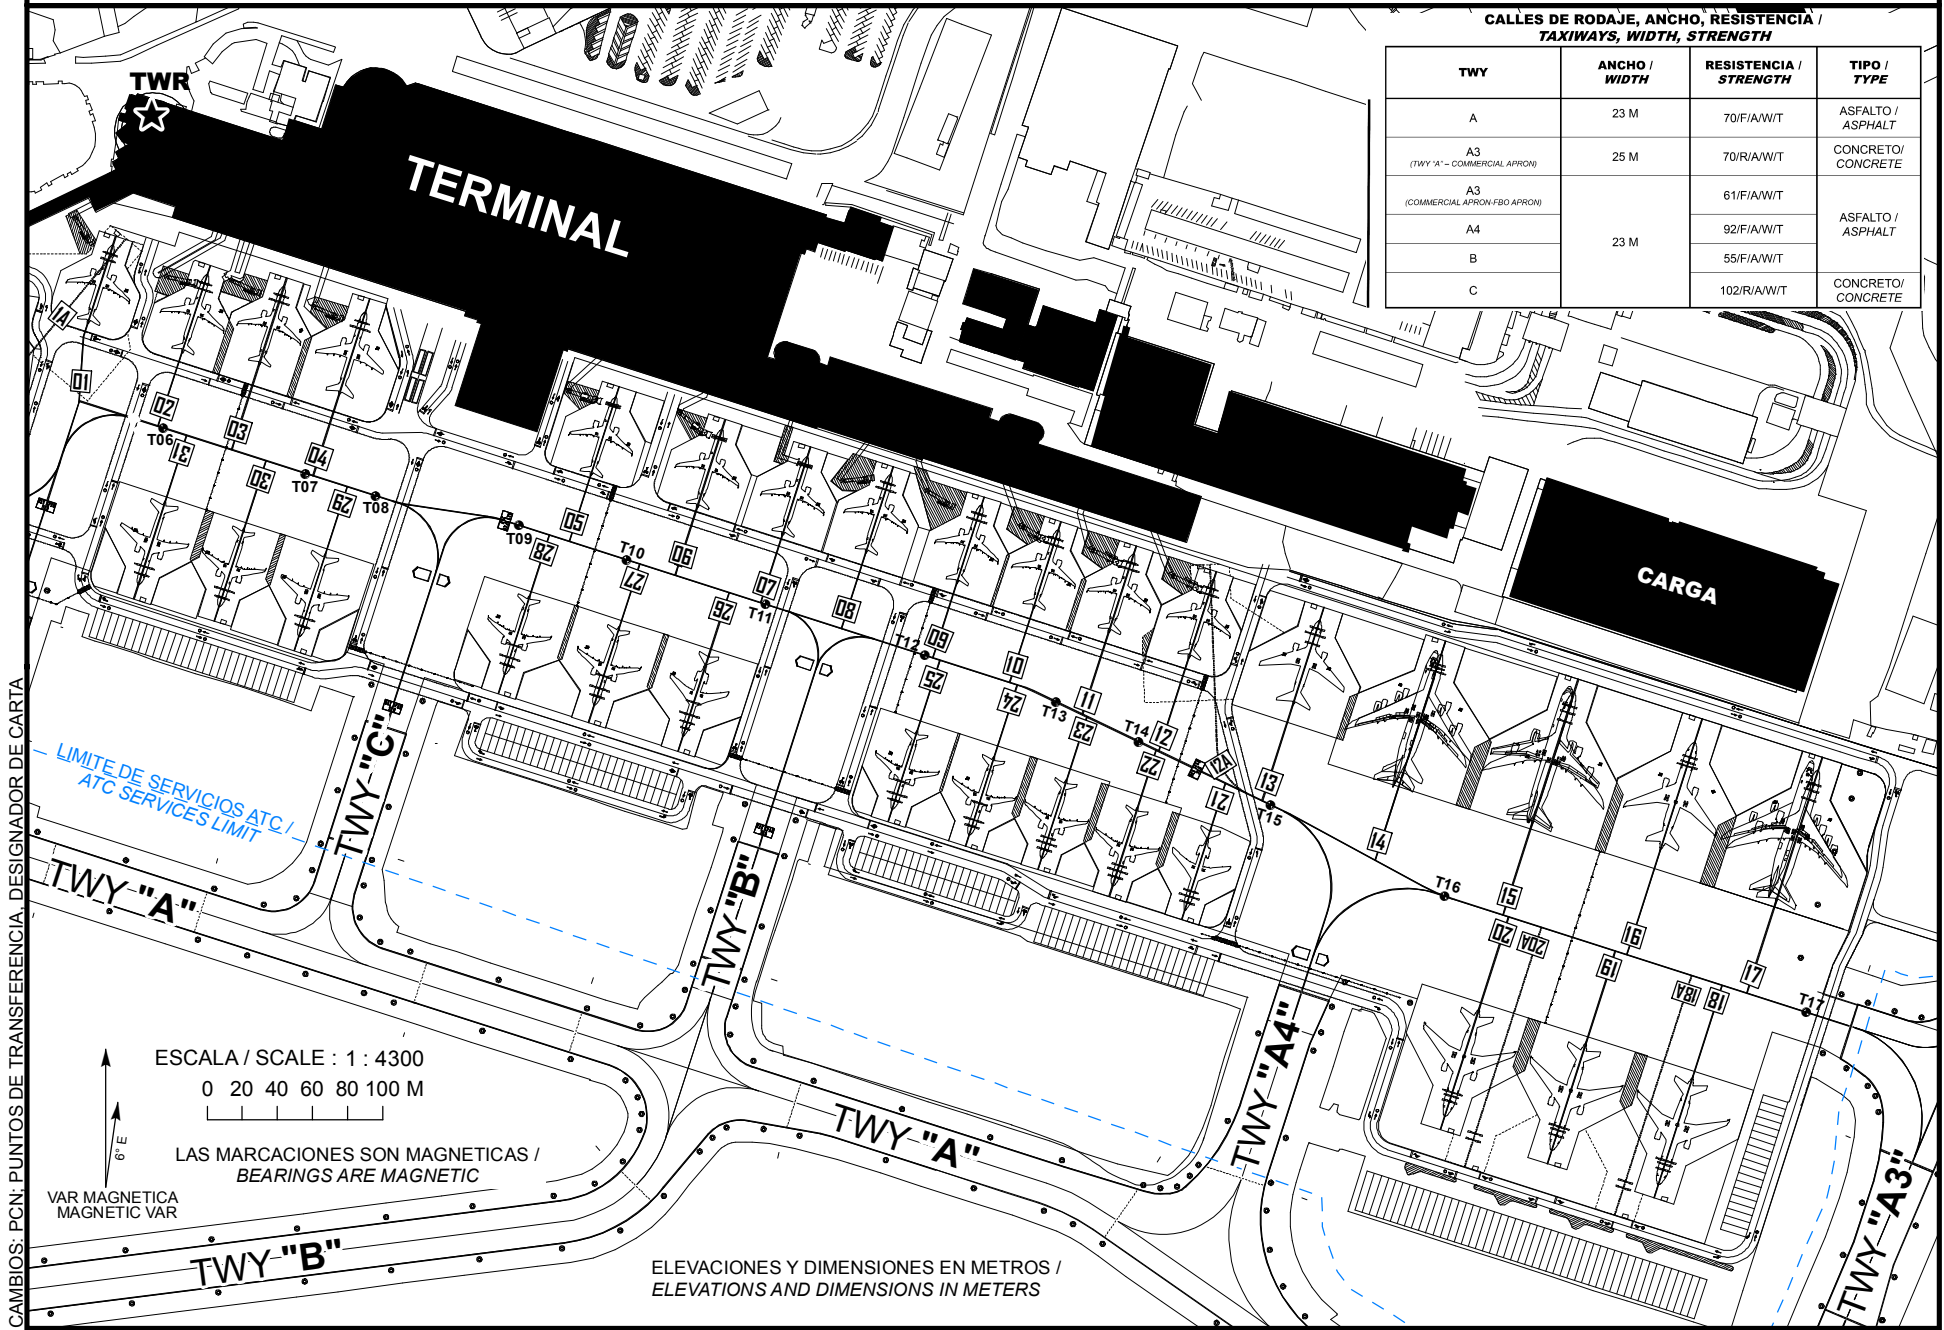 CALLES DE RODAJE, ANCHO, RESISTENCIA /
TAXIWAYS, WIDTH, STRENGTH
TWY
ANCHO /
WIDTH
RESISTENCIA /
STRENGTH
TIPO /
TYPE
A
23 M
70/F/A/W/T
ASFALTO /
ASPHALT
A3
(TWY "A" – COMMERCIAL APRON)
25 M
70/R/A/W/T
CONCRETO/
CONCRETE
A3
(COMMERCIAL APRON-FBO APRON)
61/F/A/W/T
A4
23 M
92/F/A/W/T
ASFALTO /
ASPHALT
B
55/F/A/W/T
C
102/R/A/W/T
CONCRETO/
CONCRETE
TWR
TERMINAL
CARGA
1A
01
02
03
04
05
06
07
08
09
10
11
12
12A
13
14
15
16
17
31
30
29
28
27
26
25
24
23
22
21
20
20A
19
18A
18
T06
T07
T08
T09
T10
T11
T12
T13
T14
T15
T16
T17
LIMITE DE SERVICIOS ATC /
ATC SERVICES LIMIT
TWY "A"
TWY "C"
TWY "B"
TWY "A4"
TWY "A"
TWY "B"
TWY "A3"
ESCALA / SCALE : 1 : 4300
0 20 40 60 80 100 M
LAS MARCACIONES SON MAGNETICAS /
BEARINGS ARE MAGNETIC
6° E
VAR MAGNETICA
MAGNETIC VAR
ELEVACIONES Y DIMENSIONES EN METROS /
ELEVATIONS AND DIMENSIONS IN METERS
CAMBIOS: PCN; PUNTOS DE TRANSFERENCIA, DESIGNADOR DE CARTA